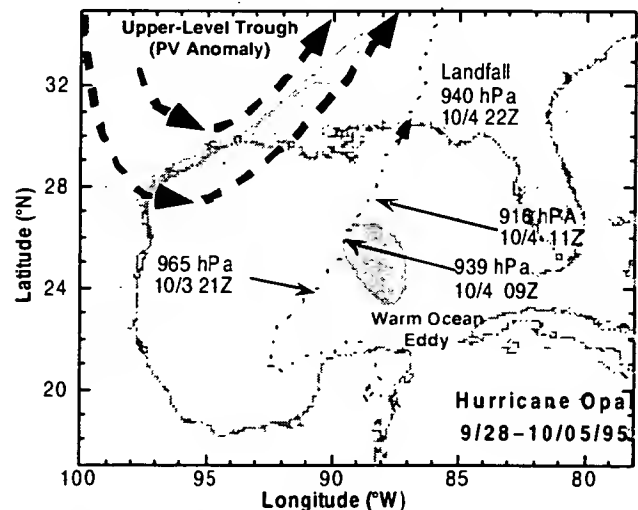 Upper-Level Trough
(PV Anomaly)
Landfall
940 hPa
10/4 22Z
916 hPA
10/4 11Z
965 hPa
10/3 21Z
939 hPa
10/4 09Z
Warm Ocean
Eddy
Hurricane Opal
9/28-10/05/95
Latitude (°N)
32
28
24
20
100
95
90
85
80
Longitude (°W)